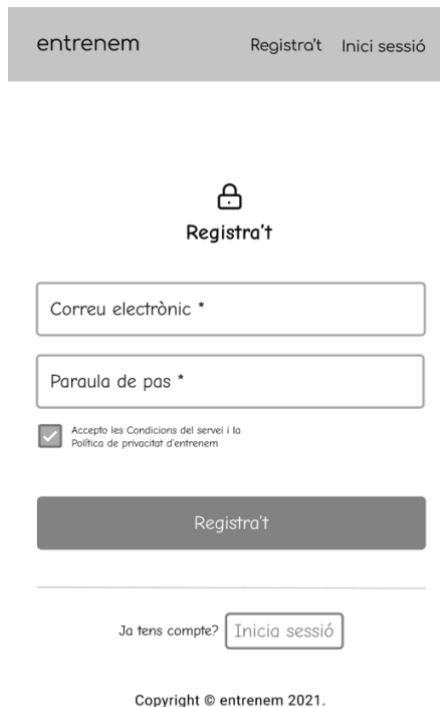 entrenem
Registra't Inici sessió
Registra't
Correu electrònic *
Paraula de pas *
Accepto les Condicions del servei i la
Política de privacitat d'entrenem
Registra't
Ja tens compte? Inicia sessió
Copyright © entrenem 2021.